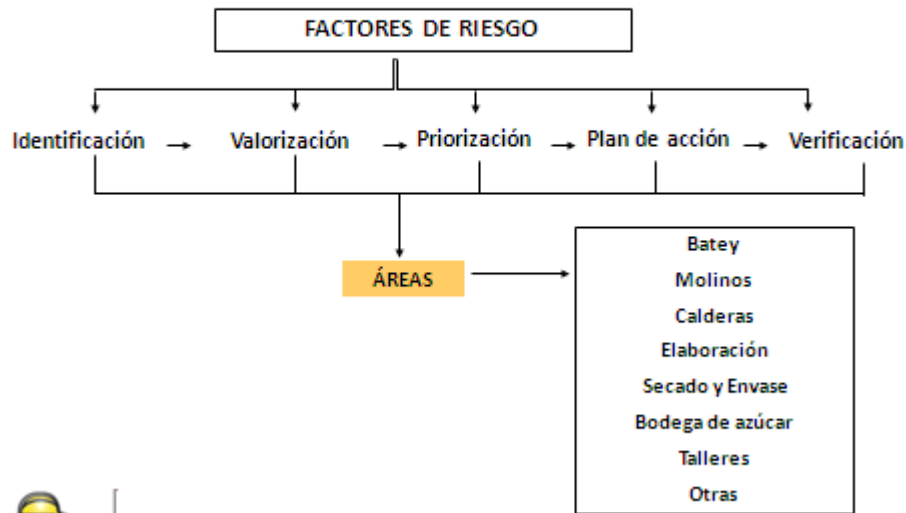 FACTORES DE RIESGO
Identificación
Valorización
Priorización
Plan de acción
Verificación
ÁREAS
Batey
Molinos
Calderas
Elaboración
Secado y Envase
Bodega de azúcar
Talleres
Otras